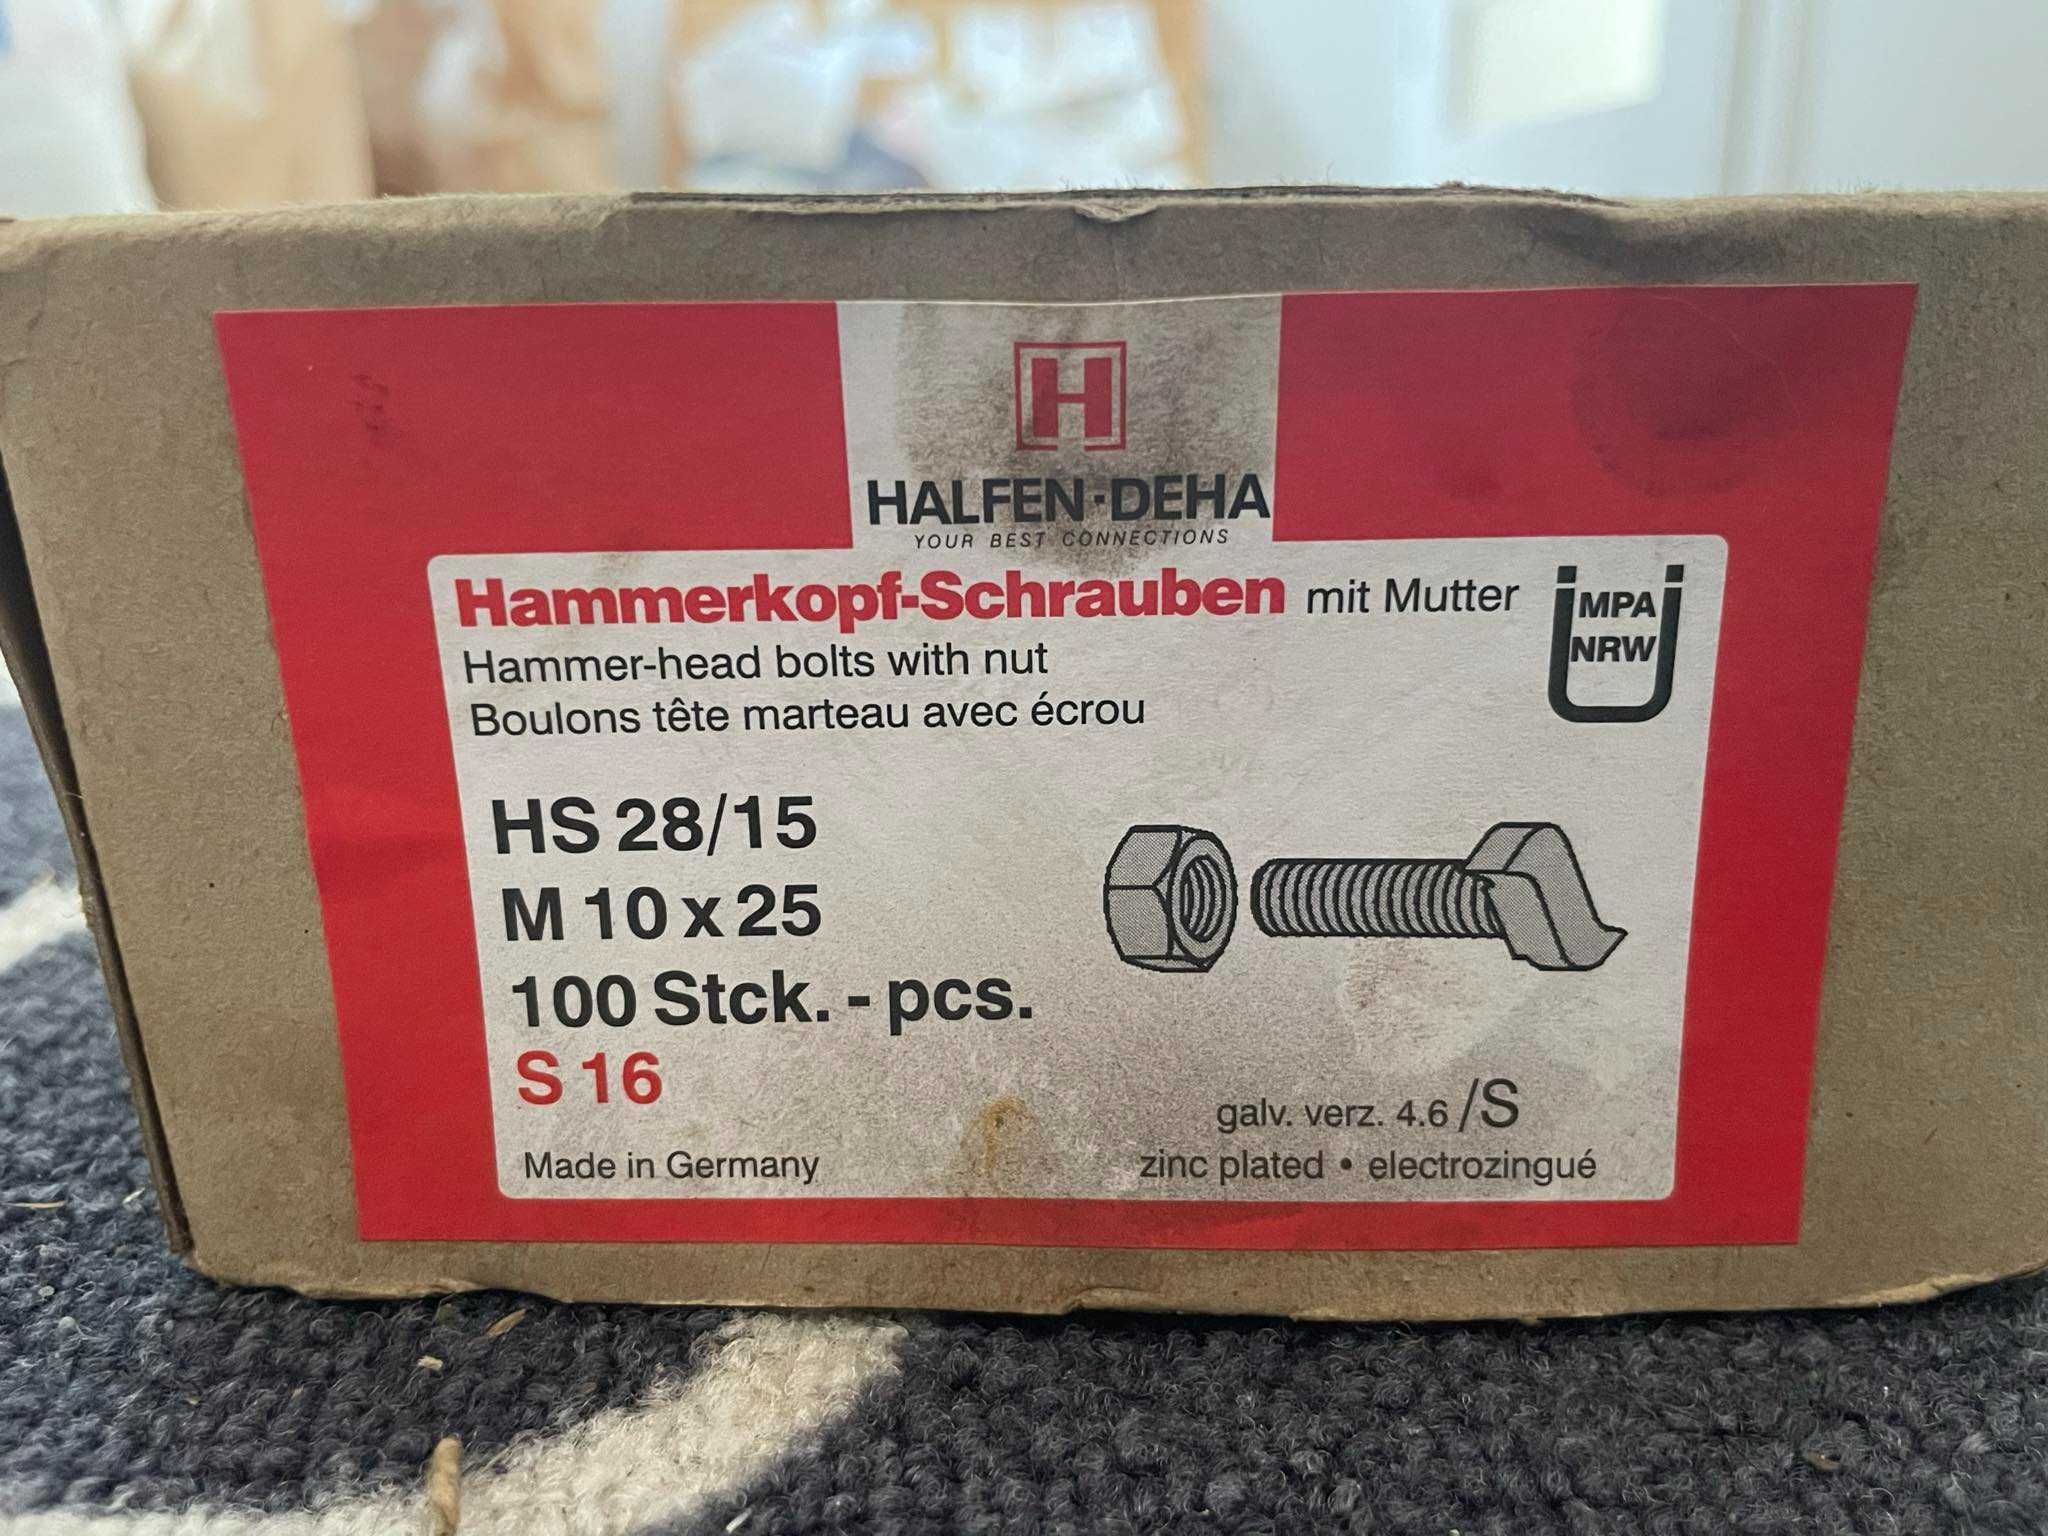 H
HALFEN·DEHA
YOUR BEST CONNECTIONS
Hammerkopf-Schrauben mit Mutter
Hammer-head bolts with nut
Boulons tête marteau avec écrou
MPA
NRW
HS 28/15
M 10 x 25
100 Stck. - pcs.
S 16
Made in Germany
galv. verz. 4.6 /S
zinc plated • electrozingué